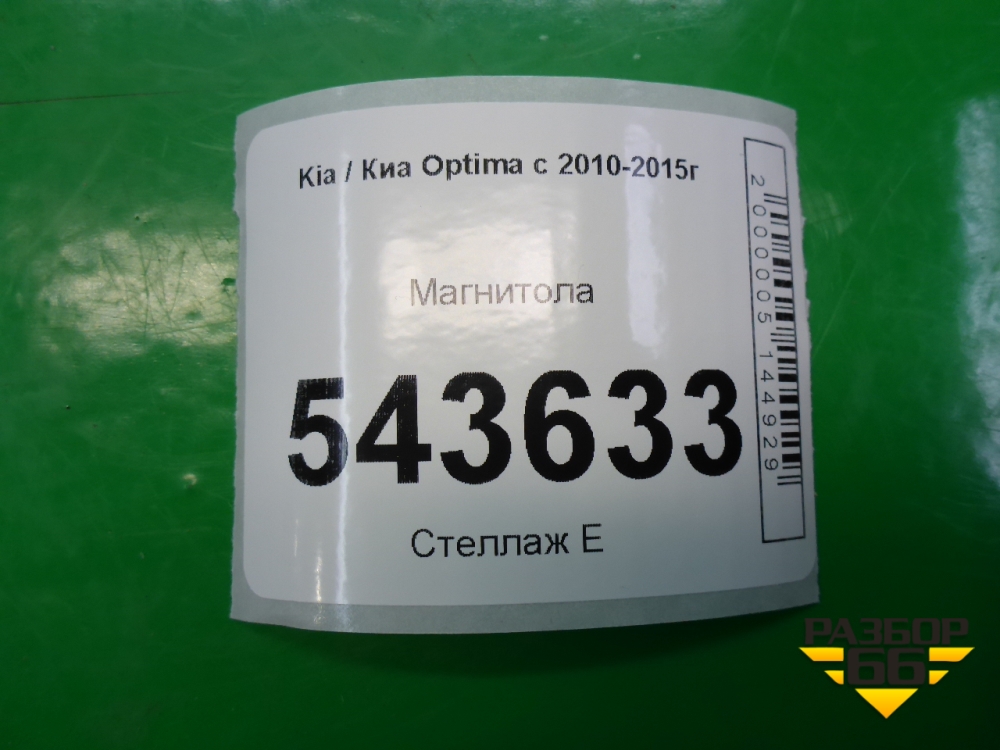 Kia / Киа Optima с 2010-2015г
Магнитола
543633
Стеллаж Е
2000005144929
РАЗБОР
66